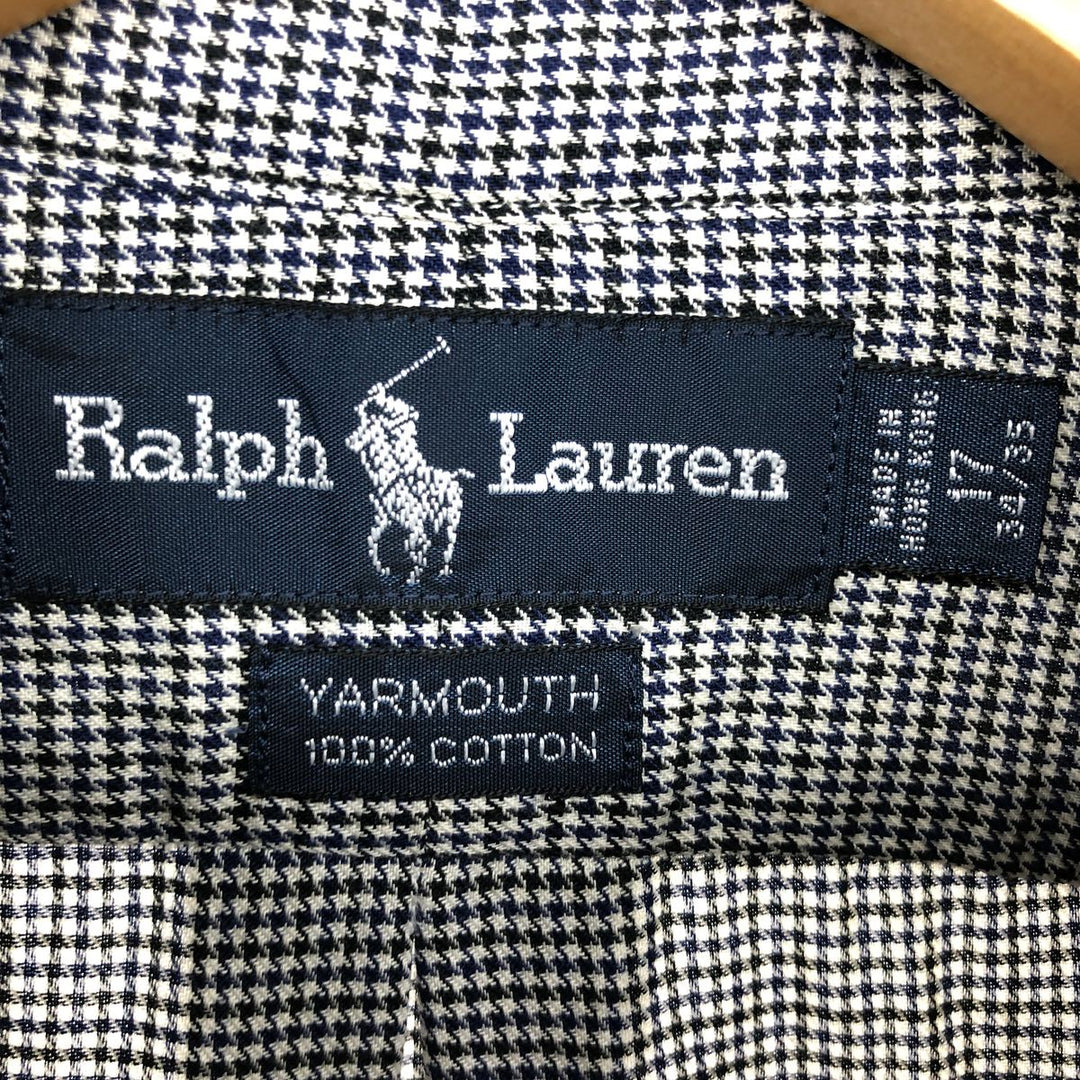 Ralph Lauren
MADE IN
HONG KONG
17
34/35
YARMOUTH
100% COTTON